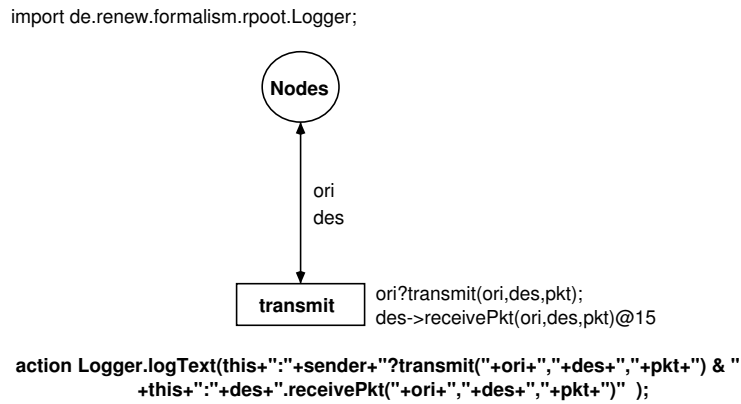 import de.renew.formalism.rpoot.Logger;
Nodes
ori
des
transmit
ori?transmit(ori,des,pkt);
des->receivePkt(ori,des,pkt)@15
action Logger.logText(this+":"+sender+"?transmit("+ori+","+des+","+pkt+") & "
+this+":"+des+".receivePkt("+ori+","+des+","+pkt+")" );